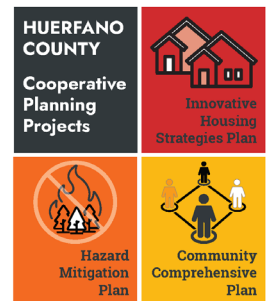 HUERFANO
COUNTY
Cooperative
Planning
Projects
Innovative
Housing
Strategies Plan
Hazard
Mitigation
Plan
Community
Comprehensive
Plan